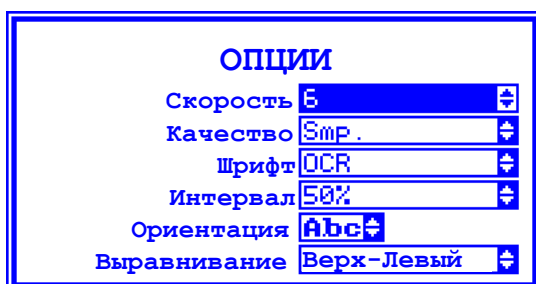 ОПЦИИ
Скорость 6
Качество Smp.
Шрифт OCR
Интервал 50%
Ориентация Abc
Выравнивание Верх-Левый